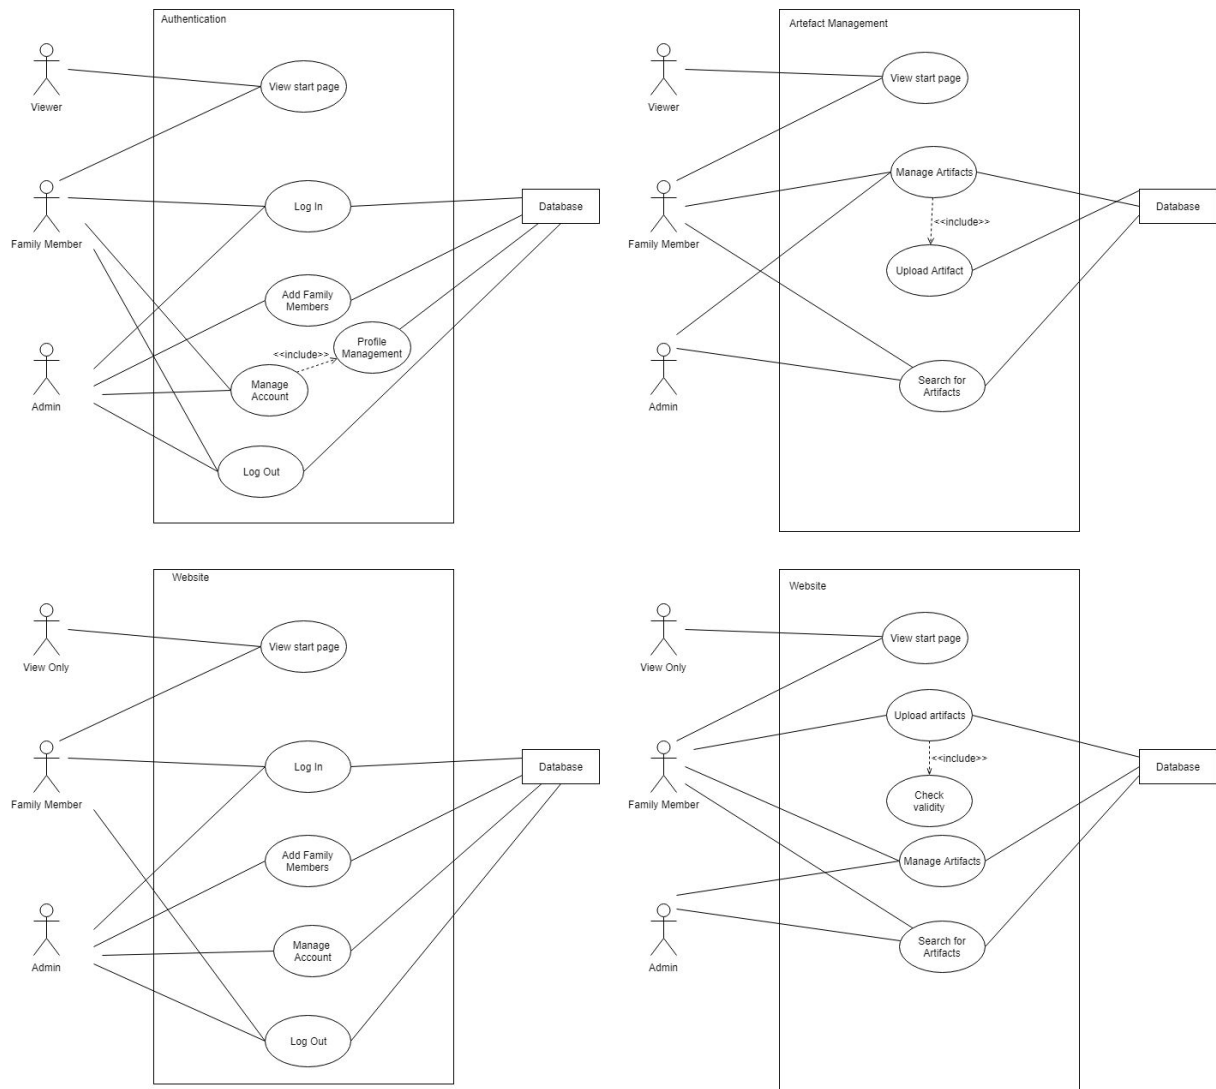 Authentication
Viewer
View start page
Family Member
Log In
Database
Add Family
Members
Profile
Management
<<include>>
Manage
Account
Admin
Log Out
Artefact Management
Viewer
View start page
Manage Artifacts
Family Member
Database
<<include>>
Upload Artifact
Admin
Search for
Artifacts
Website
View Only
View start page
Family Member
Log In
Database
Add Family
Members
Manage
Account
Admin
Log Out
Website
View Only
View start page
Upload artifacts
Family Member
<<include>>
Database
Check
validity
Manage Artifacts
Admin
Search for
Artifacts